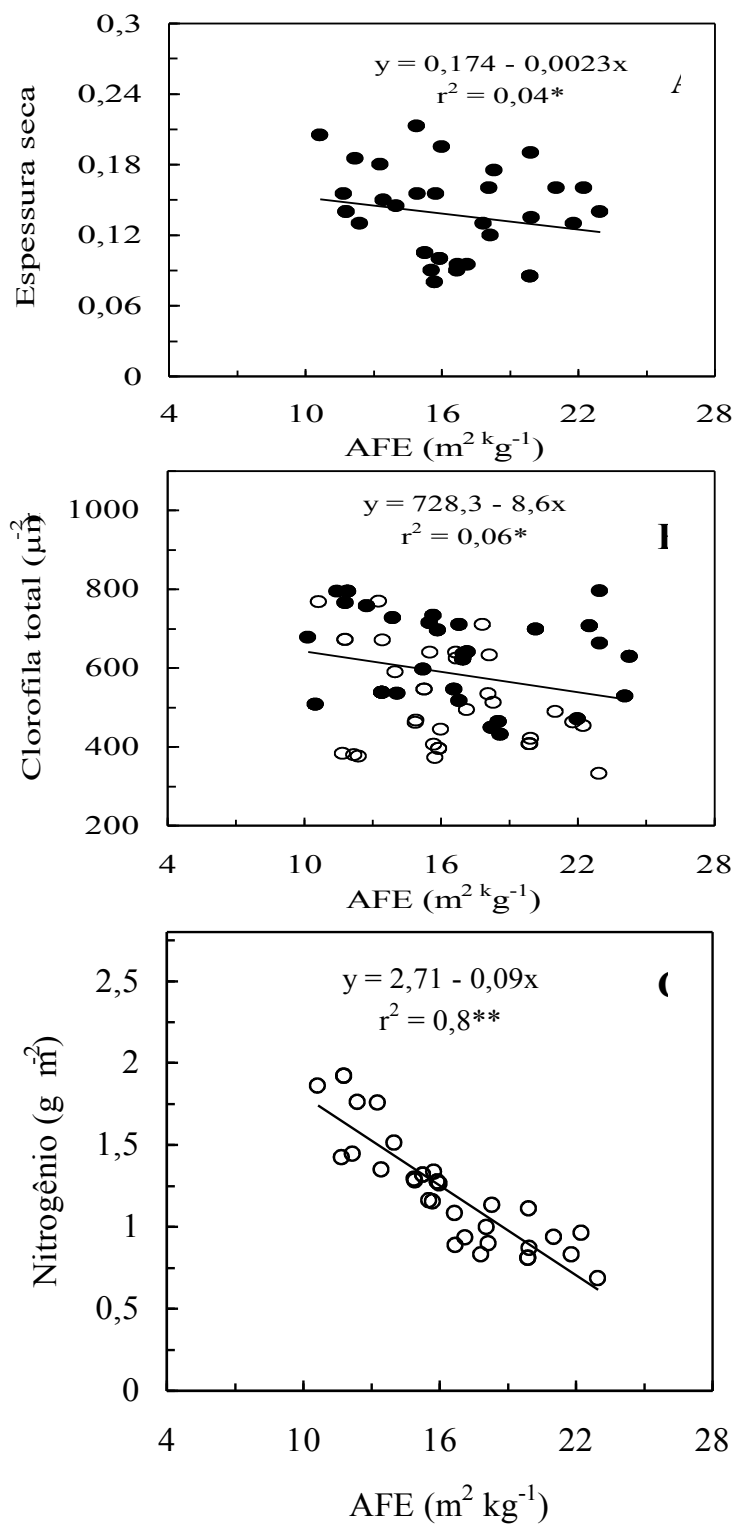 0,3
y = 0,174 - 0,0023x
r² = 0,04*
0,24
0,18
0,12
0,06
0
Espessura seca
4 10 16 22 28
AFE (m² ᵏg⁻¹)
1000
y = 728,3 - 8,6x
r² = 0,06*
800
600
400
200
Clorofila total
4 10 16 22 28
AFE (m² ᵏg⁻¹)
2,5
y = 2,71 - 0,09x
r² = 0,8**
2
1,5
1
0,5
0
Nitrogênio (g m⁻²)
4 10 16 22 28
AFE (m² kg⁻¹)